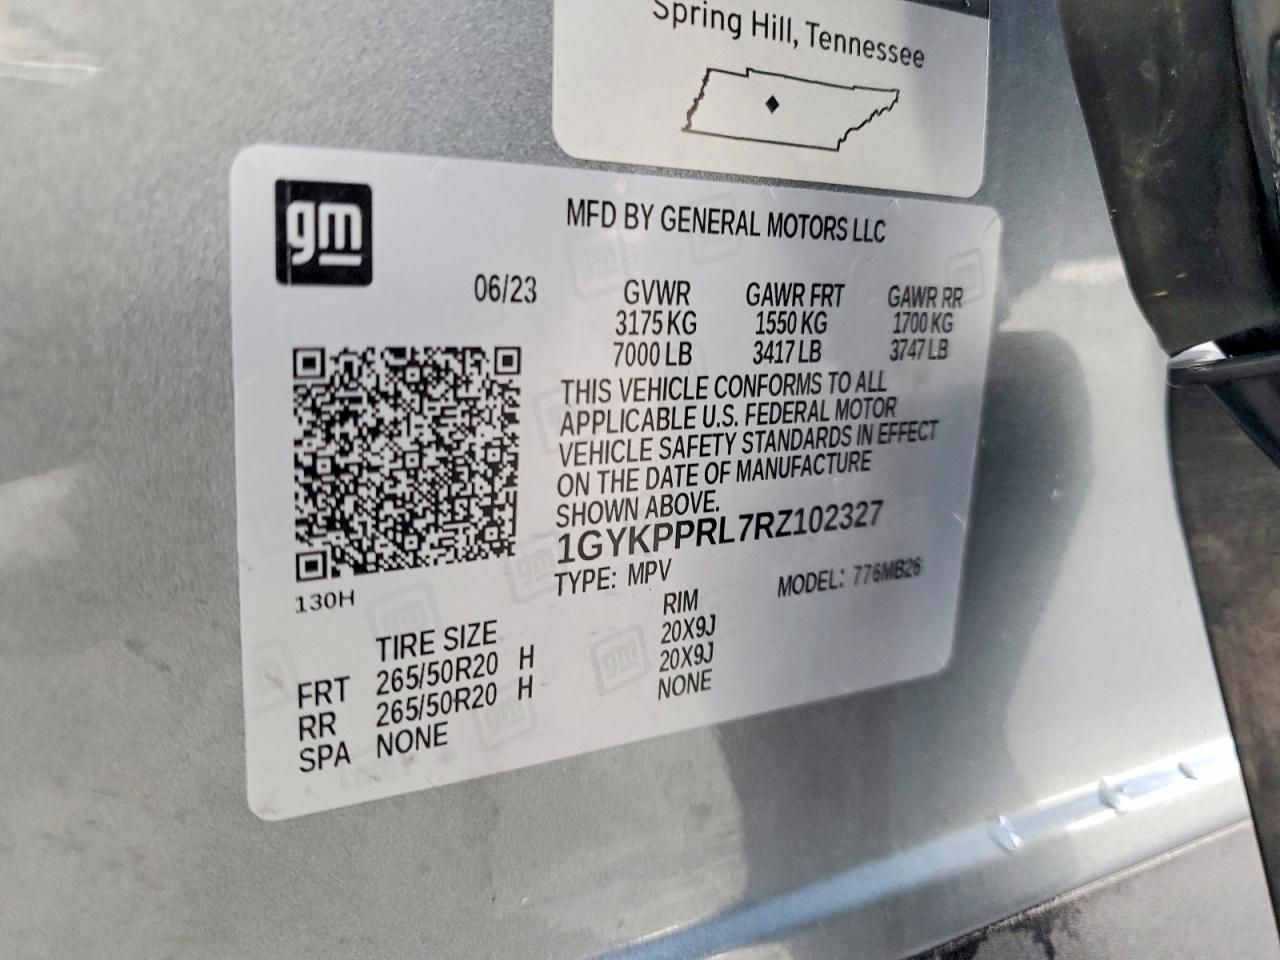 Spring Hill, Tennessee
gm
MFD BY GENERAL MOTORS LLC
06/23 GVWR GAWR FRT GAWR RR
3175 KG 1550 KG 1700 KG
7000 LB 3417 LB 3747 LB
THIS VEHICLE CONFORMS TO ALL
APPLICABLE U.S. FEDERAL MOTOR
VEHICLE SAFETY STANDARDS IN EFFECT
ON THE DATE OF MANUFACTURE
SHOWN ABOVE.
1GYKPPRL7RZ102327
TYPE: MPV MODEL: 776MB26
130H
TIRE SIZE RIM
FRT 265/50R20 H 20X9J
RR 265/50R20 H 20X9J
SPA NONE NONE